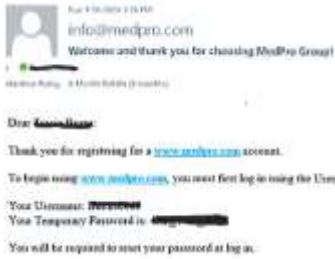 info@medpro.com
Welcome and thank you for choosing MedPro Group!
Dear
Thank you for registering for a www.medpro.com account.
To begin using www.medpro.com, you must first log in using the User
Your Username:
Your Temporary Password is:
You will be required to reset your password at log in.